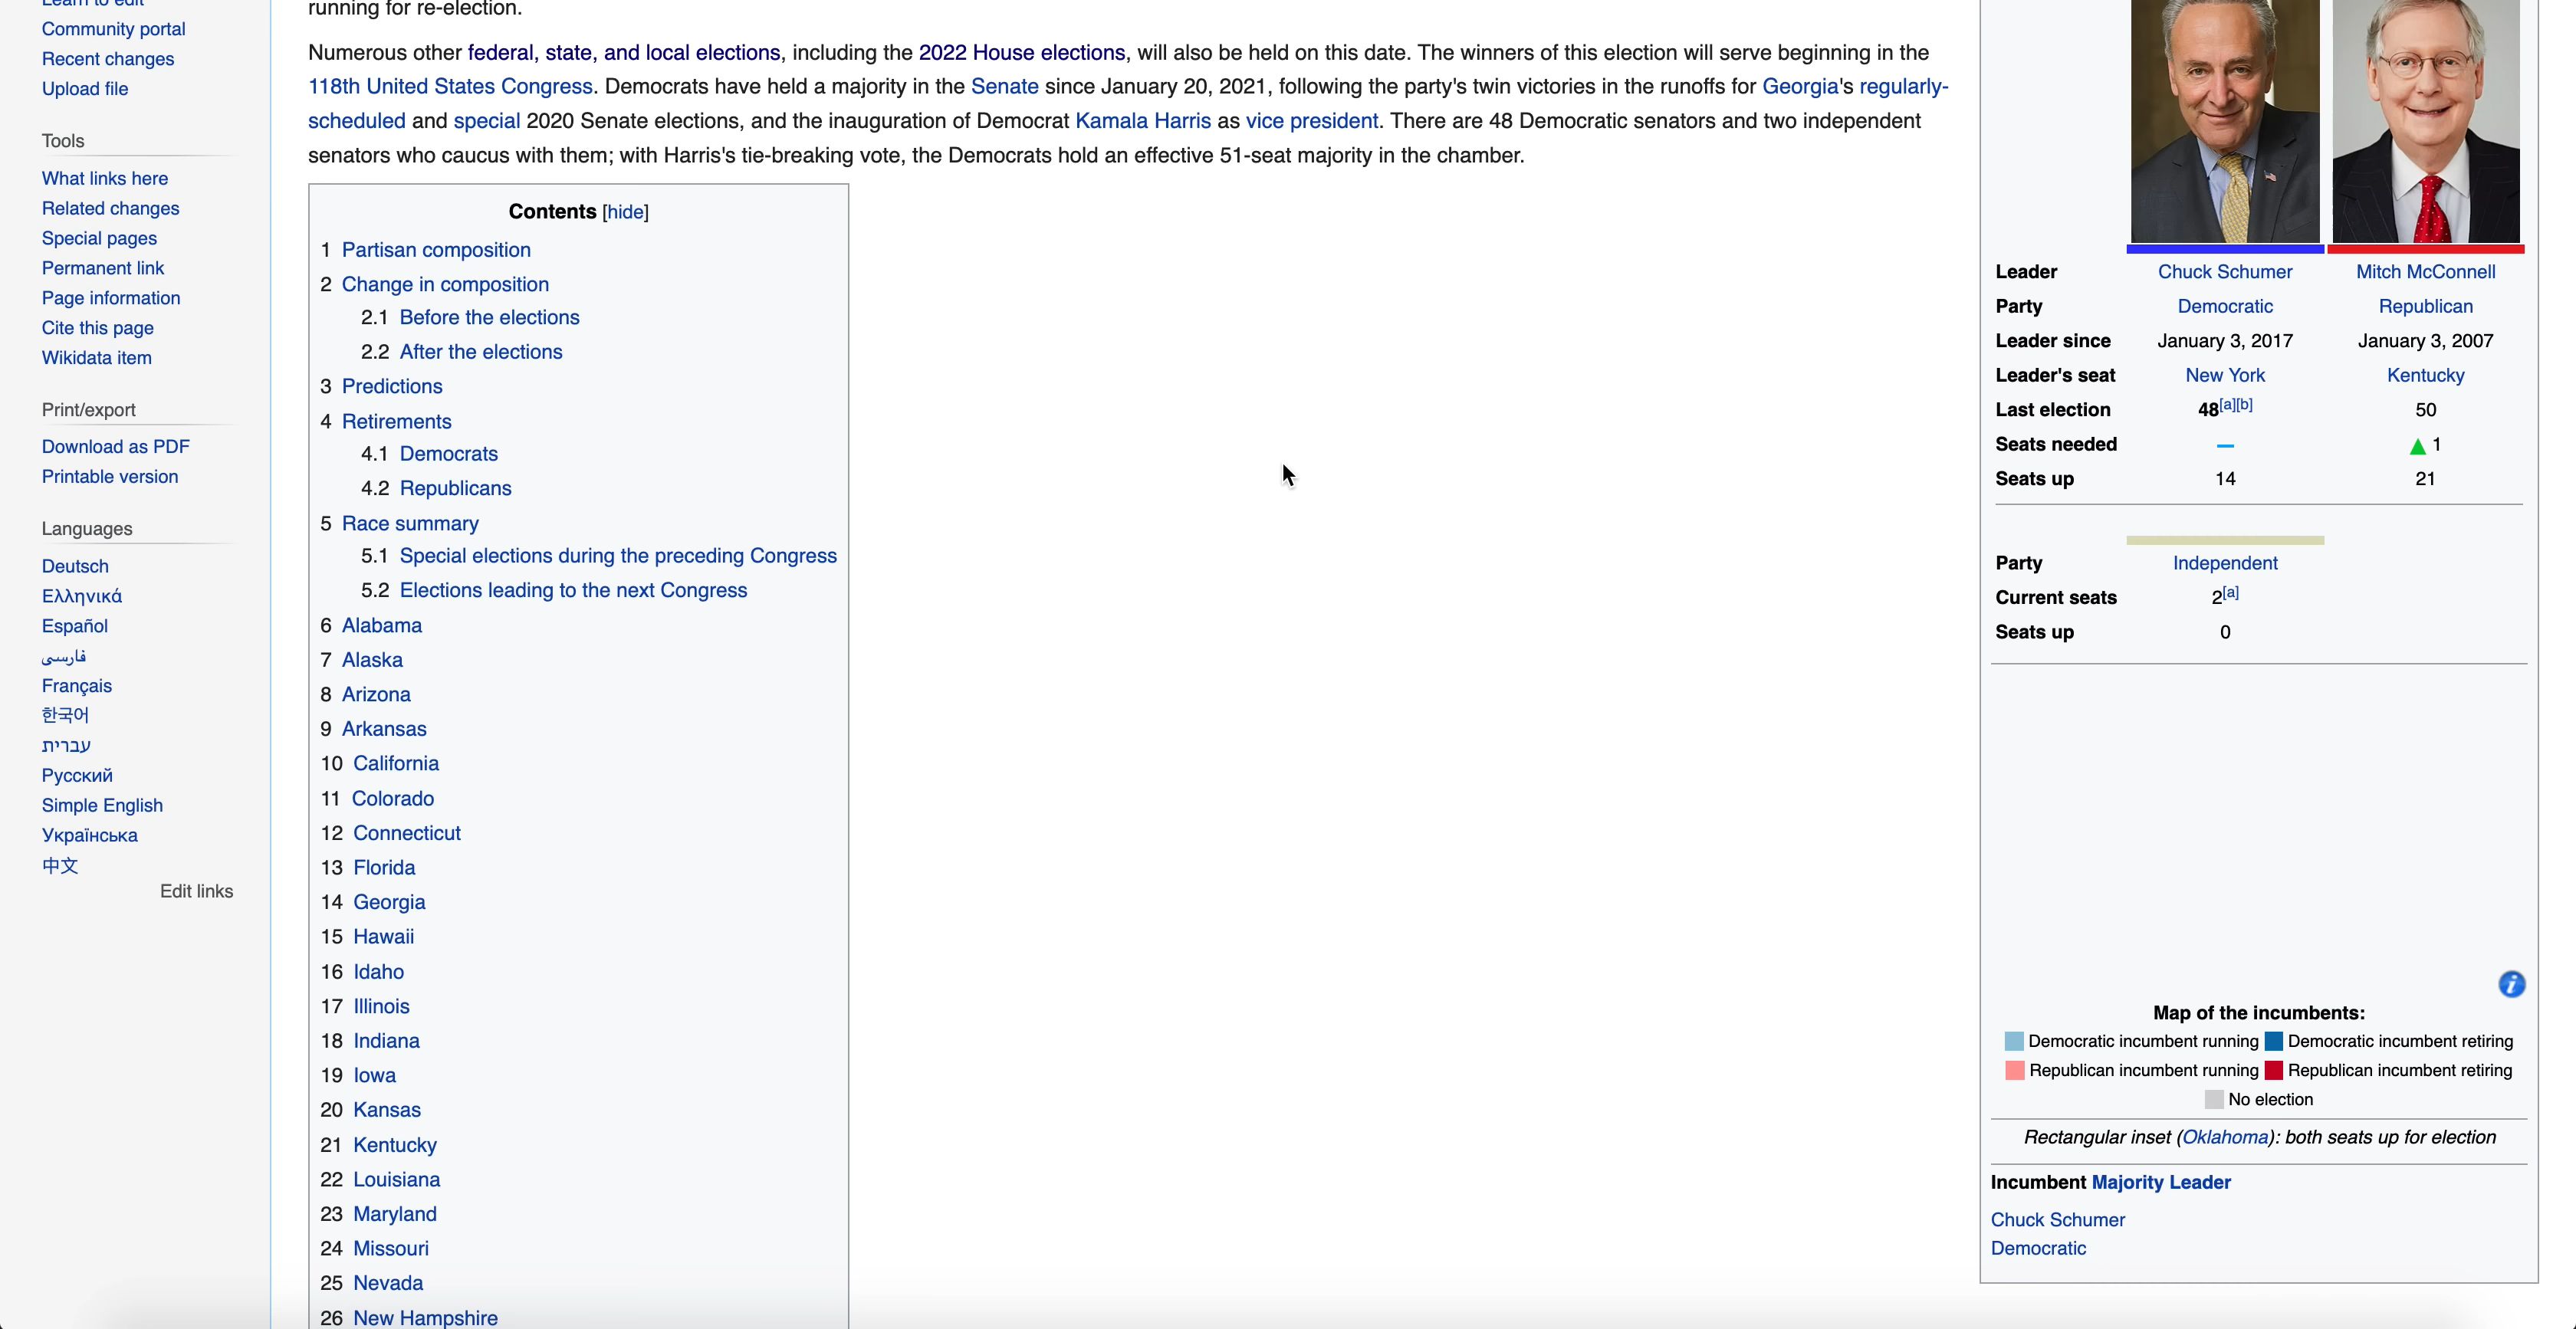 Learn to edit
Community portal
Recent changes
Upload file
Tools
What links here
Related changes
Special pages
Permanent link
Page information
Cite this page
Wikidata item
Print/export
Download as PDF
Printable version
Languages
Deutsch
Ελληνικά
Español
فارسی
Français
한국어
עברית
Русский
Simple English
Українська
中文
Edit links
running for re-election.
Numerous other federal, state, and local elections, including the 2022 House elections, will also be held on this date. The winners of this election will serve beginning in the
118th United States Congress. Democrats have held a majority in the Senate since January 20, 2021, following the party's twin victories in the runoffs for Georgia's regularly-
scheduled and special 2020 Senate elections, and the inauguration of Democrat Kamala Harris as vice president. There are 48 Democratic senators and two independent
senators who caucus with them; with Harris's tie-breaking vote, the Democrats hold an effective 51-seat majority in the chamber.
Contents [hide]
1 Partisan composition
2 Change in composition
2.1 Before the elections
2.2 After the elections
3 Predictions
4 Retirements
4.1 Democrats
4.2 Republicans
5 Race summary
5.1 Special elections during the preceding Congress
5.2 Elections leading to the next Congress
6 Alabama
7 Alaska
8 Arizona
9 Arkansas
10 California
11 Colorado
12 Connecticut
13 Florida
14 Georgia
15 Hawaii
16 Idaho
17 Illinois
18 Indiana
19 Iowa
20 Kansas
21 Kentucky
22 Louisiana
23 Maryland
24 Missouri
25 Nevada
26 New Hampshire
Leader Chuck Schumer Mitch McConnell
Party Democratic Republican
Leader since January 3, 2017 January 3, 2007
Leader's seat New York Kentucky
Last election 48[a][b] 50
Seats needed — ▲ 1
Seats up 14 21
Party Independent
Current seats 2[a]
Seats up 0
i
Map of the incumbents:
Democratic incumbent running Democratic incumbent retiring
Republican incumbent running Republican incumbent retiring
No election
Rectangular inset (Oklahoma): both seats up for election
Incumbent Majority Leader
Chuck Schumer
Democratic